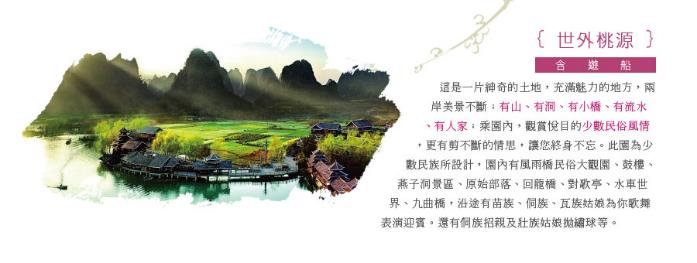 { 世外桃源 }
含遊船
這是一片神奇的土地，充滿魅力的地方，兩
岸美景不斷；有山、有洞、有小橋、有流水
、有人家；乘園內，觀賞悅目的少數民俗風情
，更有剪不斷的情思，讓您終身不忘。此園為少
數民族所設計，園內有風雨橋民俗大觀園、鼓樓、
燕子洞景區、原始部落、回龍橋、對歌亭、水車世
界、九曲橋，沿途有苗族、侗族、瓦族姑娘為你歌舞
表演迎賓。還有侗族招親及壯族姑娘拋繡球等。